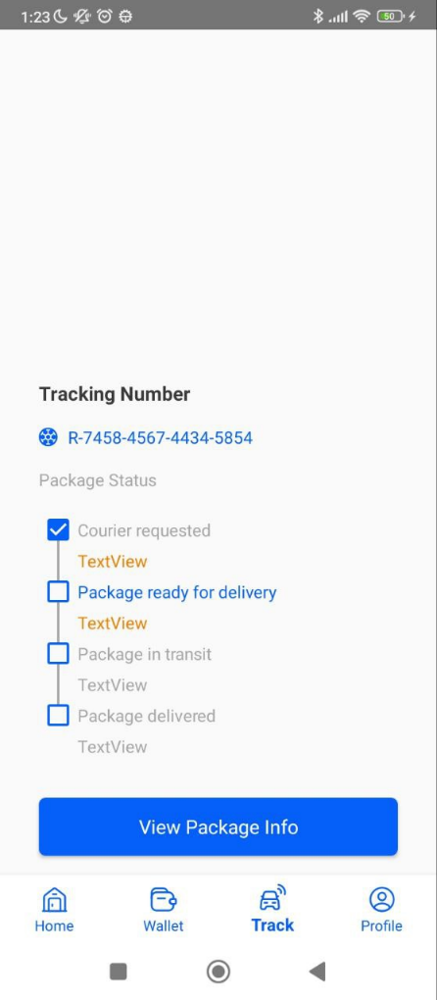 1:23
50
Tracking Number
R-7458-4567-4434-5854
Package Status
Courier requested
TextView
Package ready for delivery
TextView
Package in transit
TextView
Package delivered
TextView
View Package Info
Home
Wallet
Track
Profile